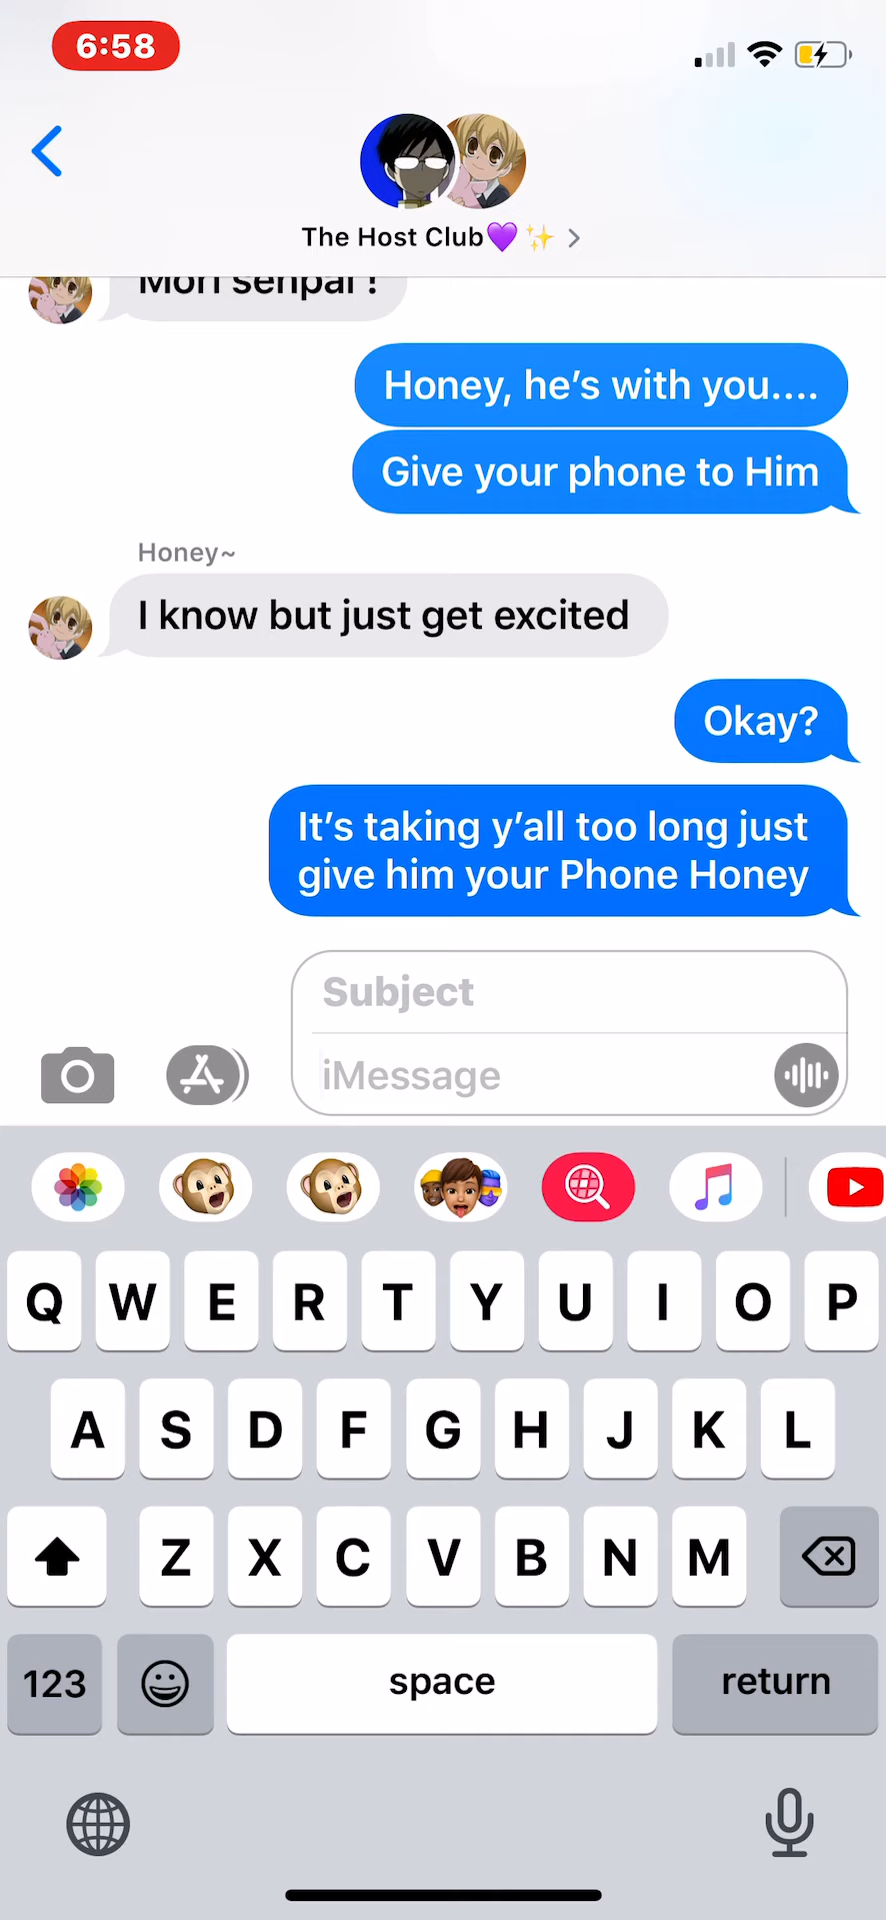 6:58
The Host Club💜✨
Mori senpai !
Honey, he's with you....
Give your phone to Him
Honey~
I know but just get excited
Okay?
It's taking y'all too long just
give him your Phone Honey
Subject
iMessage
Q W E R T Y U I O P
A S D F G H J K L
Z X C V B N M
123 space return